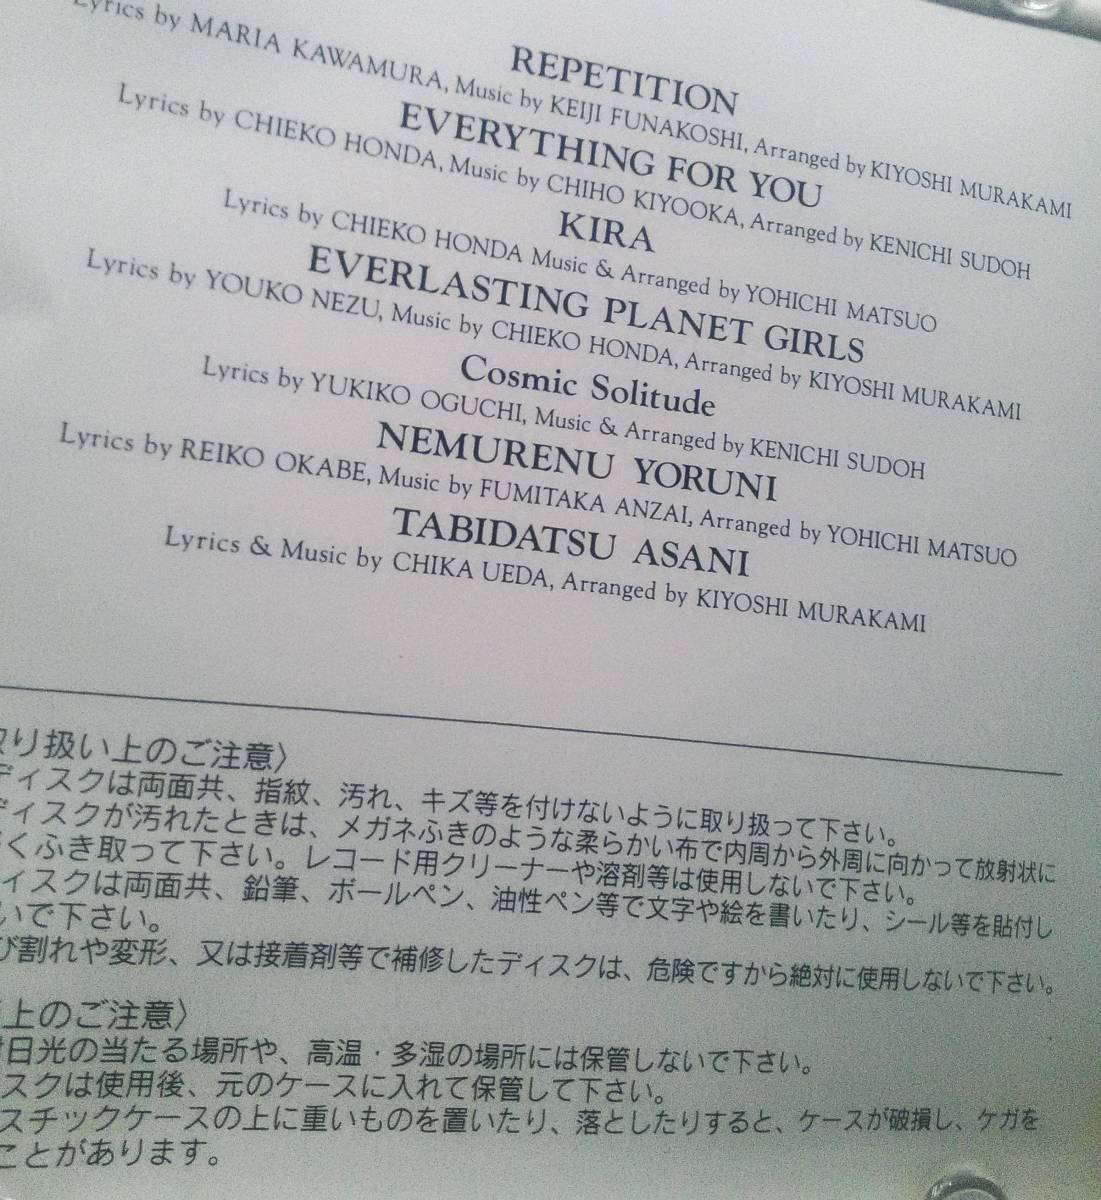 REPETITION
Lyrics by MARIA KAWAMURA, Music by KEIJI FUNAKOSHI, Arranged by KIYOSHI MURAKAMI
EVERYTHING FOR YOU
Lyrics by CHIEKO HONDA, Music by CHIHO KIYOOKA, Arranged by KENICHI SUDOH
KIRA
Lyrics by CHIEKO HONDA Music & Arranged by YOHICHI MATSUO
EVERLASTING PLANET GIRLS
Lyrics by YOUKO NEZU, Music by CHIEKO HONDA, Arranged by KIYOSHI MURAKAMI
Cosmic Solitude
Lyrics by YUKIKO OGUCHI, Music & Arranged by KENICHI SUDOH
NEMURENU YORUNI
Lyrics by REIKO OKABE, Music by FUMITAKA ANZAI, Arranged by YOHICHI MATSUO
TABIDATSU ASANI
Lyrics & Music by CHIKA UEDA, Arranged by KIYOSHI MURAKAMI
取り扱い上のご注意〉
ディスクは両面共、指紋、汚れ、キズ等を付けないように取り扱って下さい。
ディスクが汚れたときは、メガネふきのような柔らかい布で内周から外周に向かって放射状に
くふき取って下さい。レコード用クリーナーや溶剤等は使用しないで下さい。
ィスクは両面共、鉛筆、ボールペン、油性ペン等で文字や絵を書いたり、シール等を貼付し
いで下さい。
び割れや変形、又は接着剤等で補修したディスクは、危険ですから絶対に使用しないで下さい。
上のご注意〉
日光の当たる場所や、高温・多湿の場所には保管しないで下さい。
スクは使用後、元のケースに入れて保管して下さい。
スチックケースの上に重いものを置いたり、落としたりすると、ケースが破損し、ケガを
ことがあります。